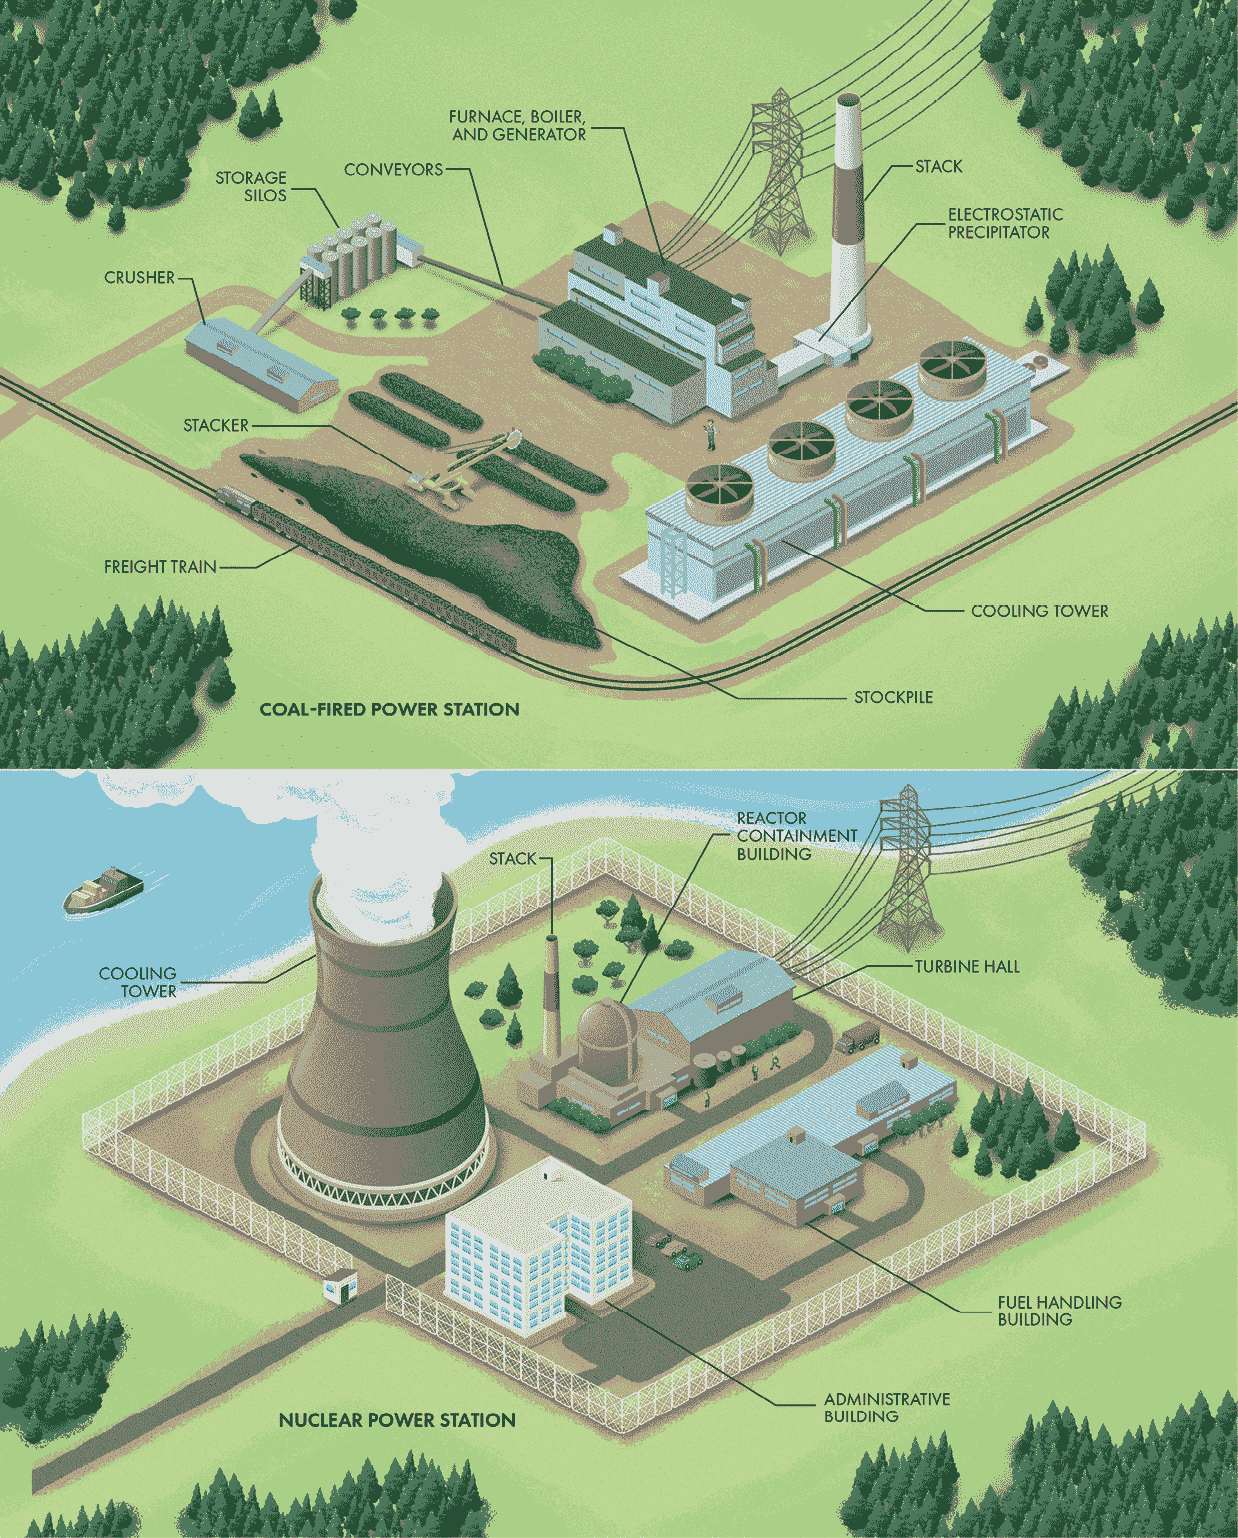 FURNACE, BOILER,
AND GENERATOR
CONVEYORS
STORAGE
SILOS
STACK
ELECTROSTATIC
PRECIPITATOR
CRUSHER
STACKER
FREIGHT TRAIN
COOLING TOWER
STOCKPILE
COAL-FIRED POWER STATION
REACTOR
CONTAINMENT
BUILDING
STACK
COOLING
TOWER
TURBINE HALL
FUEL HANDLING
BUILDING
ADMINISTRATIVE
BUILDING
NUCLEAR POWER STATION